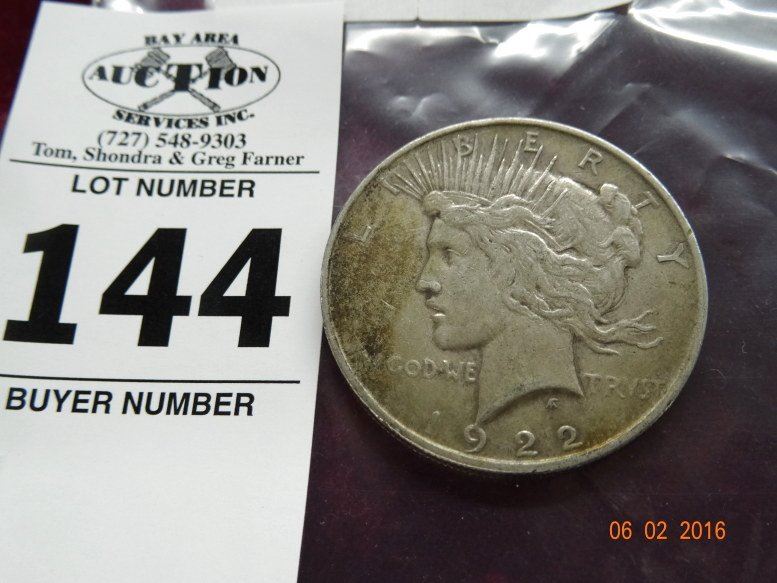 BAY AREA
AUCTION
SERVICES INC.
(727) 548-9303
Tom, Shondra & Greg Farner
LOT NUMBER
144
BUYER NUMBER
LIBERTY
GOD WE TRVST
1922
06 02 2016